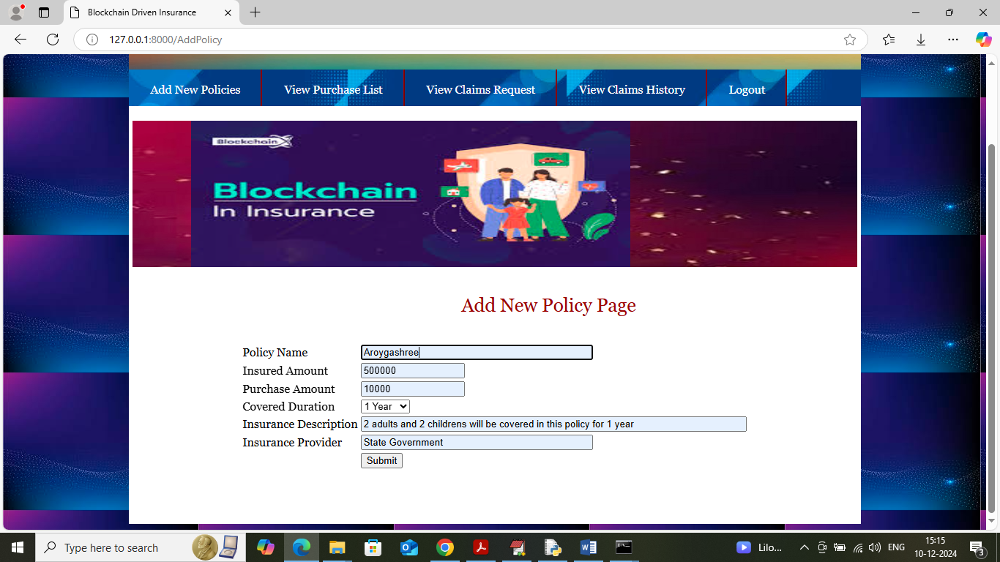 Blockchain Driven Insurance
127.0.0.1:8000/AddPolicy
Add New Policies View Purchase List View Claims Request View Claims History Logout
Blockchain
Blockchain
In Insurance
Add New Policy Page
Policy Name Aroygashree
Insured Amount 500000
Purchase Amount 10000
Covered Duration 1 Year
Insurance Description 2 adults and 2 childrens will be covered in this policy for 1 year
Insurance Provider State Government
Submit
Type here to search Lilo... ENG 15:15
10-12-2024 3